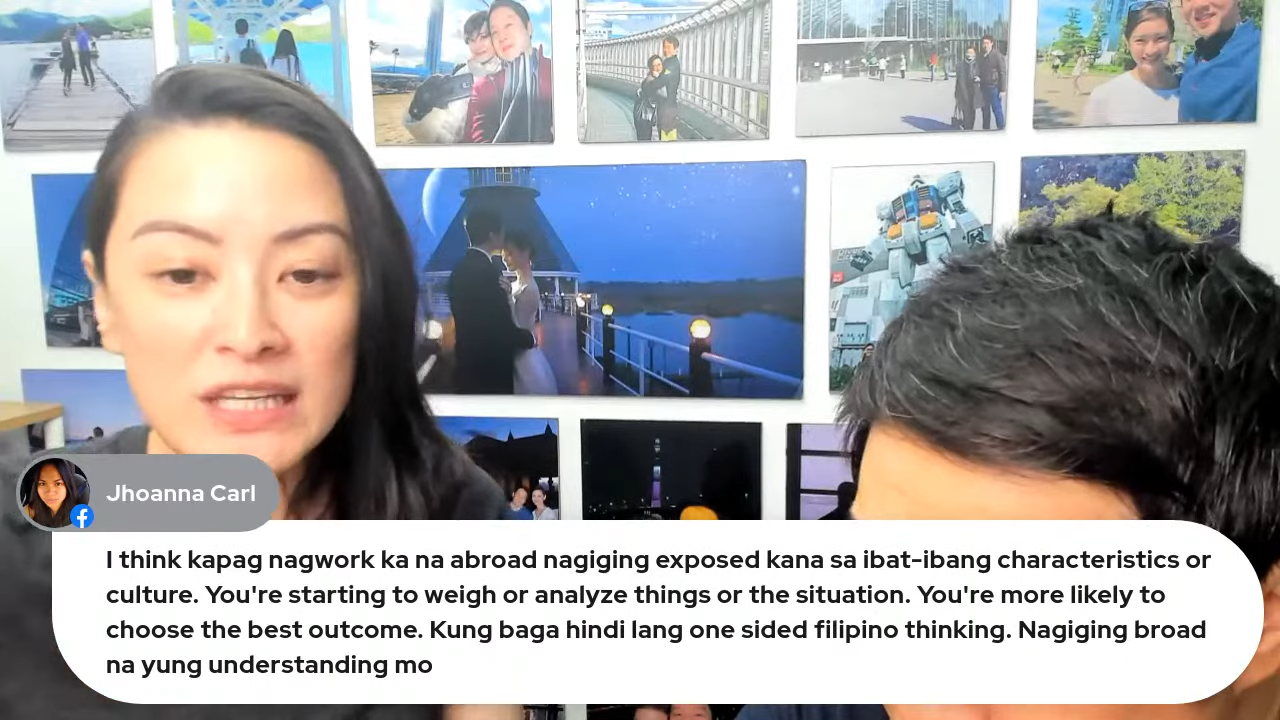 Jhoanna Carl
I think kapag nagwork ka na abroad nagiging exposed kana sa ibat-ibang characteristics or
culture. You're starting to weigh or analyze things or the situation. You're more likely to
choose the best outcome. Kung baga hindi lang one sided filipino thinking. Nagiging broad
na yung understanding mo